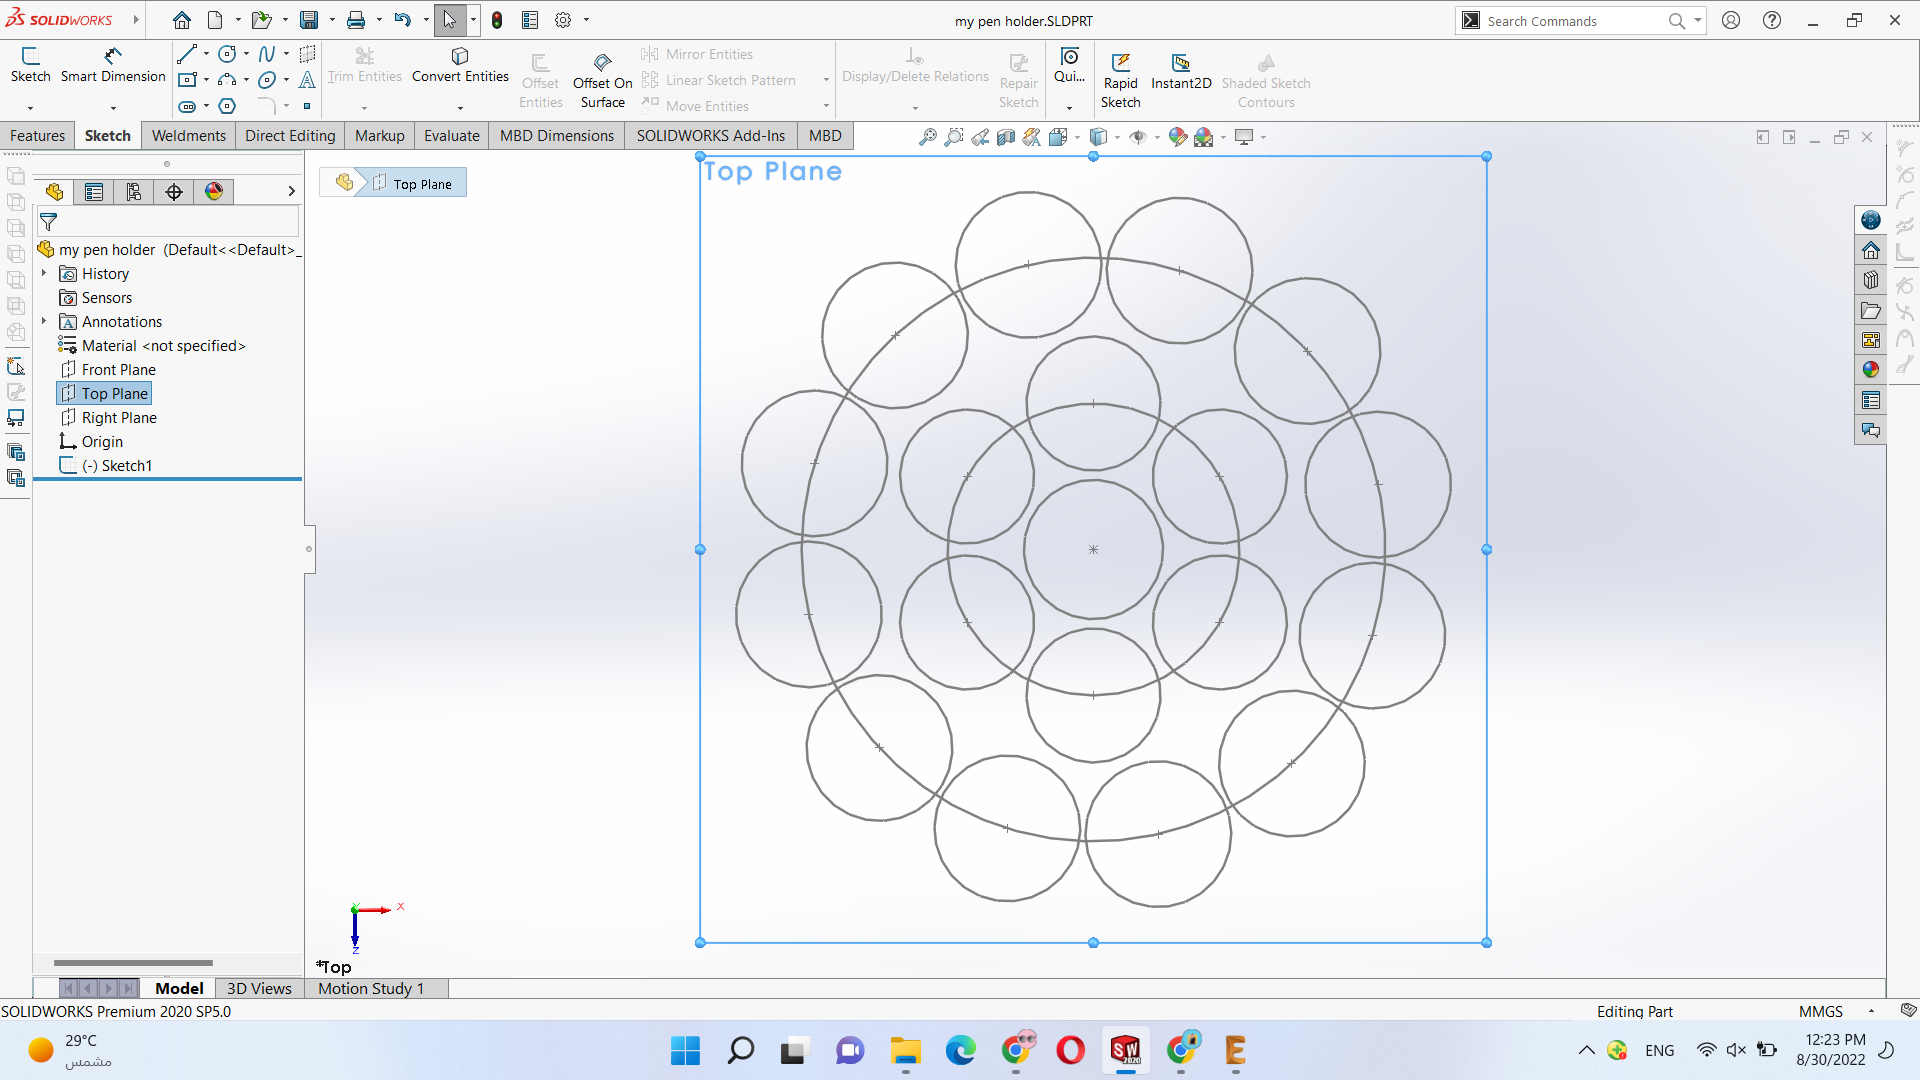 SOLIDWORKS
my pen holder.SLDPRT
Search Commands
Sketch
Smart Dimension
Trim Entities
Convert Entities
Offset Entities
Offset On Surface
Mirror Entities
Linear Sketch Pattern
Move Entities
Display/Delete Relations
Repair Sketch
Qui...
Rapid Sketch
Instant2D
Shaded Sketch Contours
Features
Sketch
Weldments
Direct Editing
Markup
Evaluate
MBD Dimensions
SOLIDWORKS Add-Ins
MBD
Top Plane
Top Plane
my pen holder (Default<<Default>_
History
Sensors
Annotations
Material <not specified>
Front Plane
Top Plane
Right Plane
Origin
(-) Sketch1
X
Y
Z
*Top
Model
3D Views
Motion Study 1
SOLIDWORKS Premium 2020 SP5.0
Editing Part
MMGS
29°C
مشمس
SW
2020
ENG
12:23 PM
8/30/2022